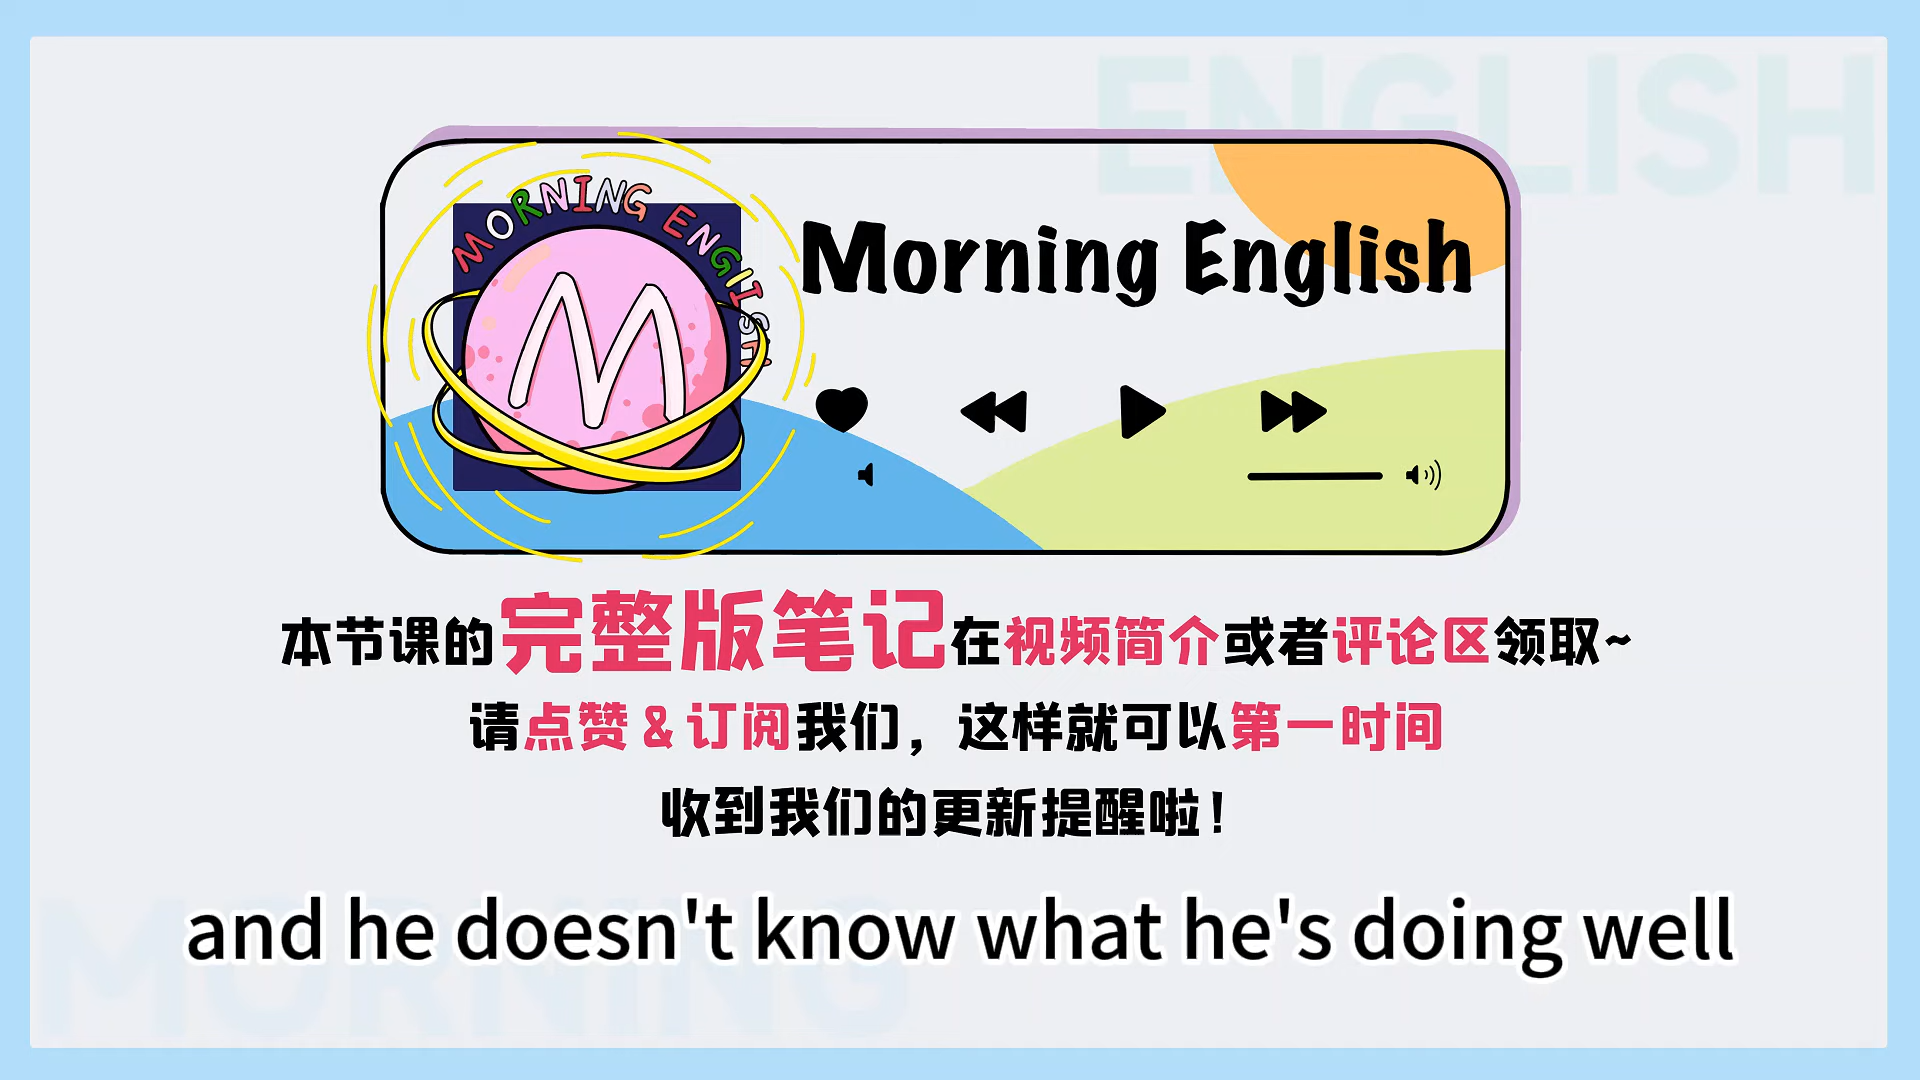 ENGLISH
MORNING ENGLISH
M
Morning English
本节课的完整版笔记在视频简介或者评论区领取~
请点赞&订阅我们，这样就可以第一时间
收到我们的更新提醒啦！
and he doesn't know what he's doing well
MORNING